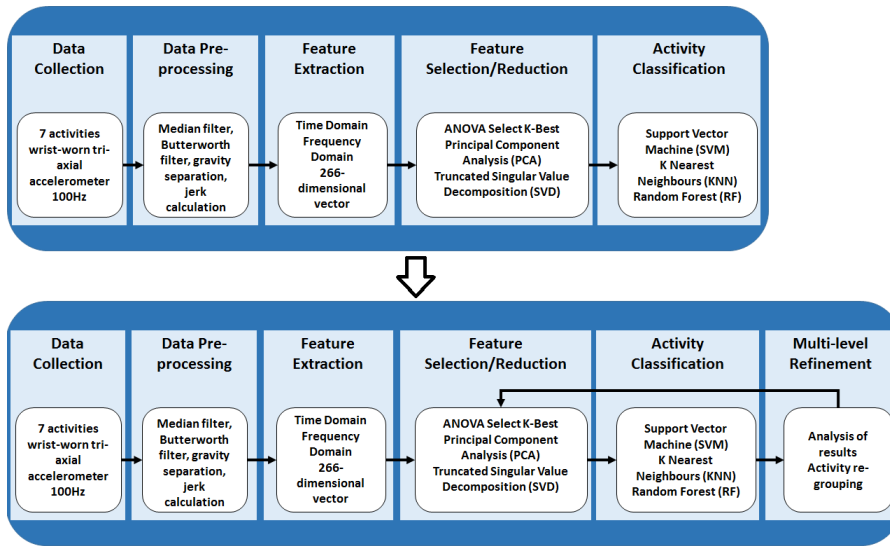 Data
Collection
Data Pre-
processing
Feature
Extraction
Feature
Selection/Reduction
Activity
Classification
7 activities
wrist-worn tri-
axial
accelerometer
100Hz
Median filter,
Butterworth
filter, gravity
separation,
jerk
calculation
Time Domain
Frequency
Domain
266-
dimensional
vector
ANOVA Select K-Best
Principal Component
Analysis (PCA)
Truncated Singular Value
Decomposition (SVD)
Support Vector
Machine (SVM)
K Nearest
Neighbours (KNN)
Random Forest (RF)
Data
Collection
Data Pre-
processing
Feature
Extraction
Feature
Selection/Reduction
Activity
Classification
Multi-level
Refinement
7 activities
wrist-worn tri-
axial
accelerometer
100Hz
Median filter,
Butterworth
filter, gravity
separation,
jerk
calculation
Time Domain
Frequency
Domain
266-
dimensional
vector
ANOVA Select K-Best
Principal Component
Analysis (PCA)
Truncated Singular Value
Decomposition (SVD)
Support Vector
Machine (SVM)
K Nearest
Neighbours (KNN)
Random Forest (RF)
Analysis of
results
Activity re-
grouping